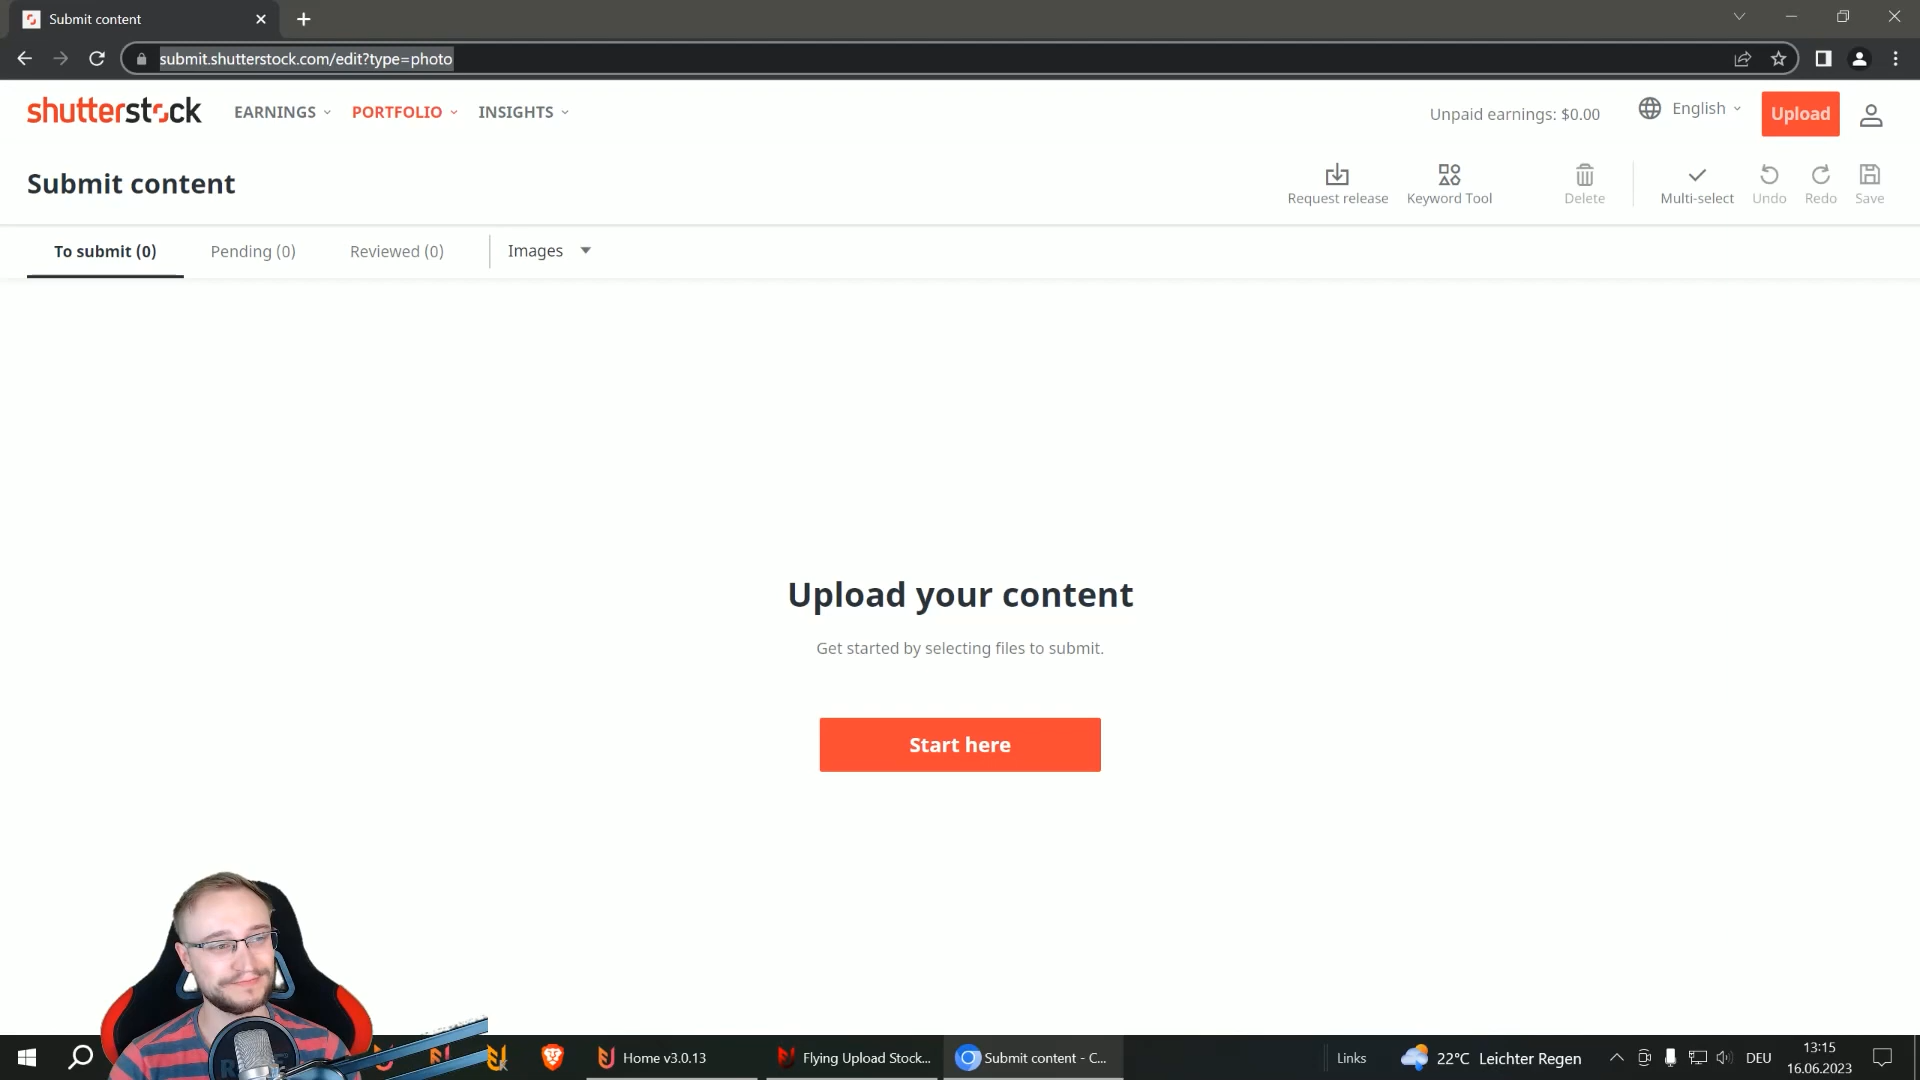 Submit content
submit.shutterstock.com/edit?type=photo
shutterstock EARNINGS PORTFOLIO INSIGHTS Unpaid earnings: $0.00 English Upload
Submit content Request release Keyword Tool Delete Multi-select Undo Redo Save
To submit (0) Pending (0) Reviewed (0) Images
Upload your content
Get started by selecting files to submit.
Start here
Home v3.0.13 Flying Upload Stock... Submit content - C... Links 22°C Leichter Regen DEU 13:15
16.06.2023